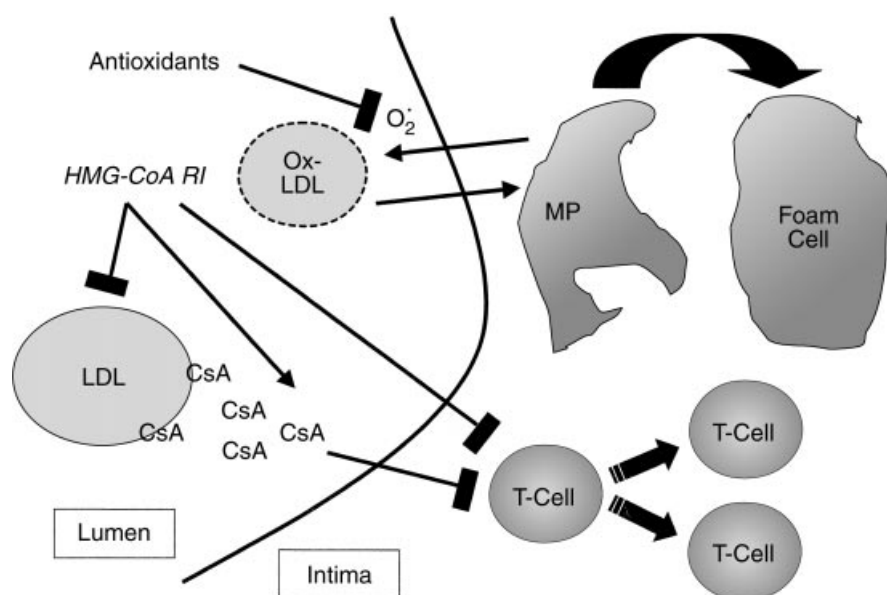 Antioxidants
O₂˙
Ox-
LDL
HMG-CoA RI
MP
Foam
Cell
LDL
CsA
CsA
CsA
CsA
CsA
T-Cell
T-Cell
T-Cell
Lumen
Intima